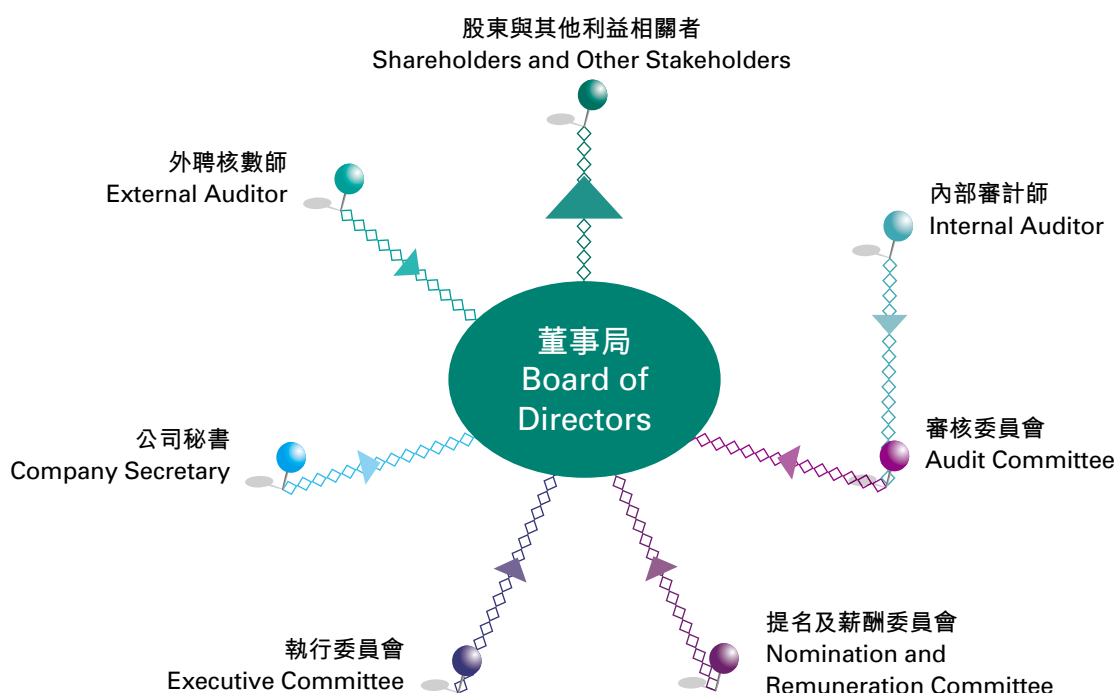 股東與其他利益相關者
Shareholders and Other Stakeholders
外聘核數師
External Auditor
內部審計師
Internal Auditor
董事局
Board of
Directors
公司秘書
Company Secretary
審核委員會
Audit Committee
執行委員會
Executive Committee
提名及薪酬委員會
Nomination and
Remuneration Committee